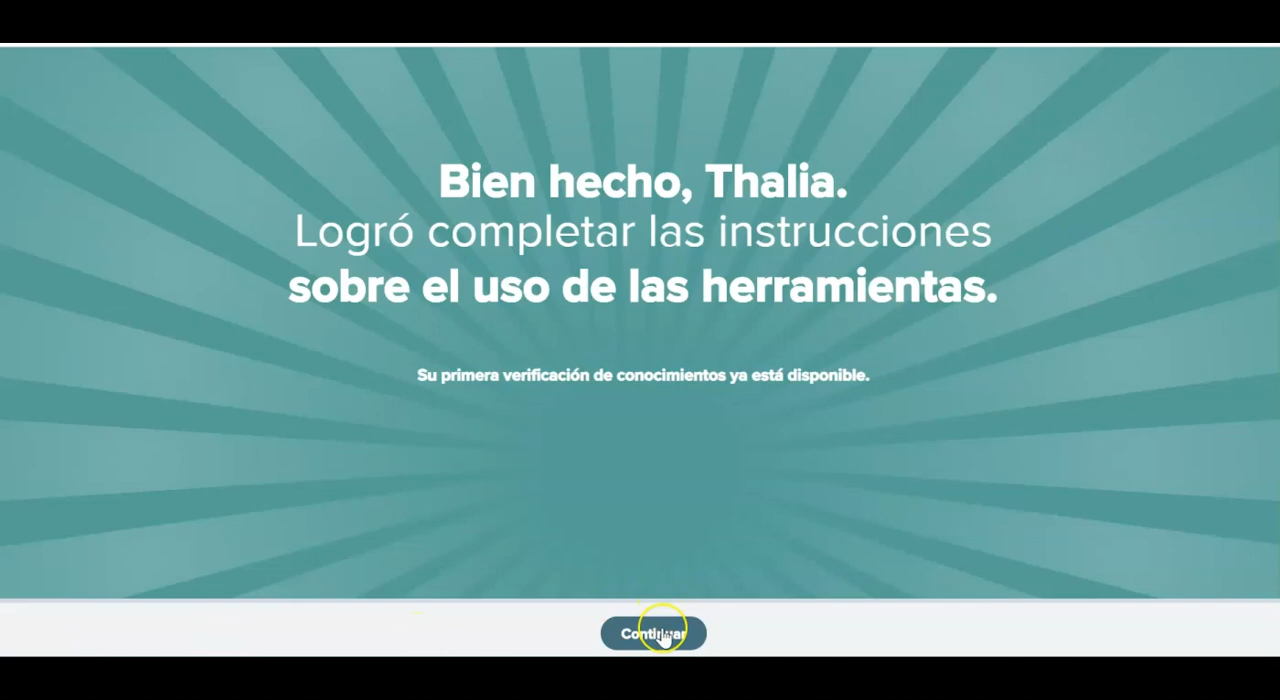 Bien hecho, Thalia.
Logró completar las instrucciones
sobre el uso de las herramientas.
Su primera verificación de conocimientos ya está disponible.
Continuar